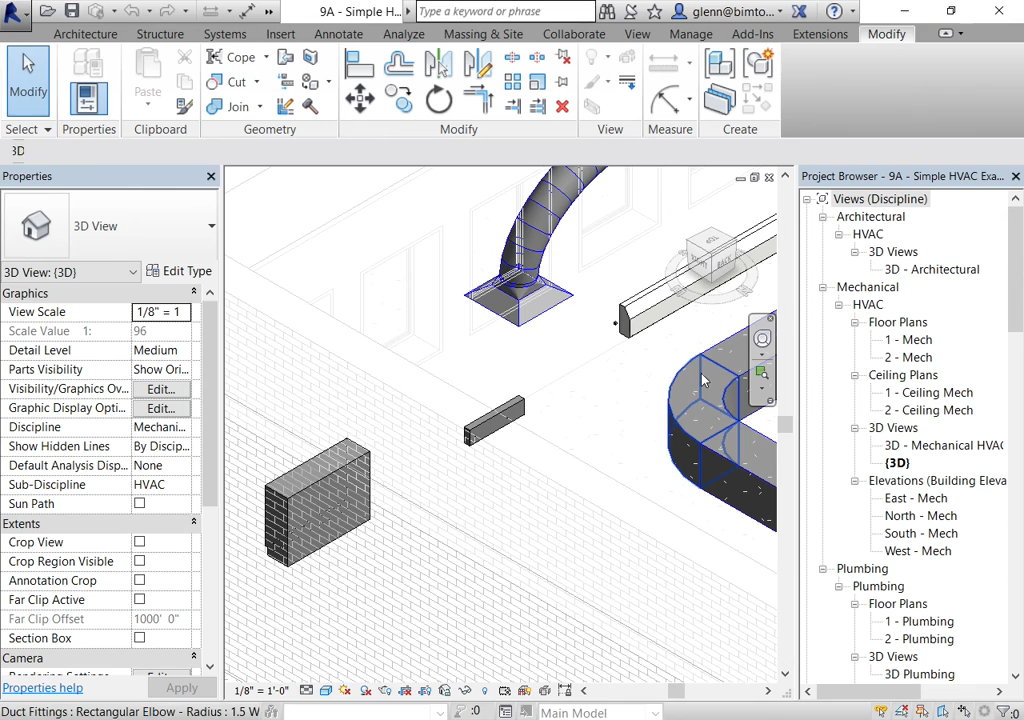 9A - Simple H...
Type a keyword or phrase
glenn@bimto...
Architecture Structure Systems Insert Annotate Analyze Massing & Site Collaborate View Manage Add-Ins Extensions Modify
Modify
Cope
Cut
Join
Paste
Select Properties Clipboard Geometry Modify View Measure Create
3D
Properties
3D View
3D View: {3D}
Edit Type
Graphics
View Scale 1/8" = 1
Scale Value 1: 96
Detail Level Medium
Parts Visibility Show Ori...
Visibility/Graphics Ov... Edit...
Graphic Display Opti... Edit...
Discipline Mechani...
Show Hidden Lines By Discip...
Default Analysis Disp... None
Sub-Discipline HVAC
Sun Path
Extents
Crop View
Crop Region Visible
Annotation Crop
Far Clip Active
Far Clip Offset 1000' 0"
Section Box
Camera
Properties help
Apply
TOP
BACK
1/8" = 1'-0"
Project Browser - 9A - Simple HVAC Exa...
Views (Discipline)
Architectural
HVAC
3D Views
3D - Architectural
Mechanical
HVAC
Floor Plans
1 - Mech
2 - Mech
Ceiling Plans
1 - Ceiling Mech
2 - Ceiling Mech
3D Views
3D - Mechanical HVAC
{3D}
Elevations (Building Eleva
East - Mech
North - Mech
South - Mech
West - Mech
Plumbing
Plumbing
Floor Plans
1 - Plumbing
2 - Plumbing
3D Views
3D Plumbing
Duct Fittings : Rectangular Elbow - Radius : 1.5 W
:0
Main Model
:0